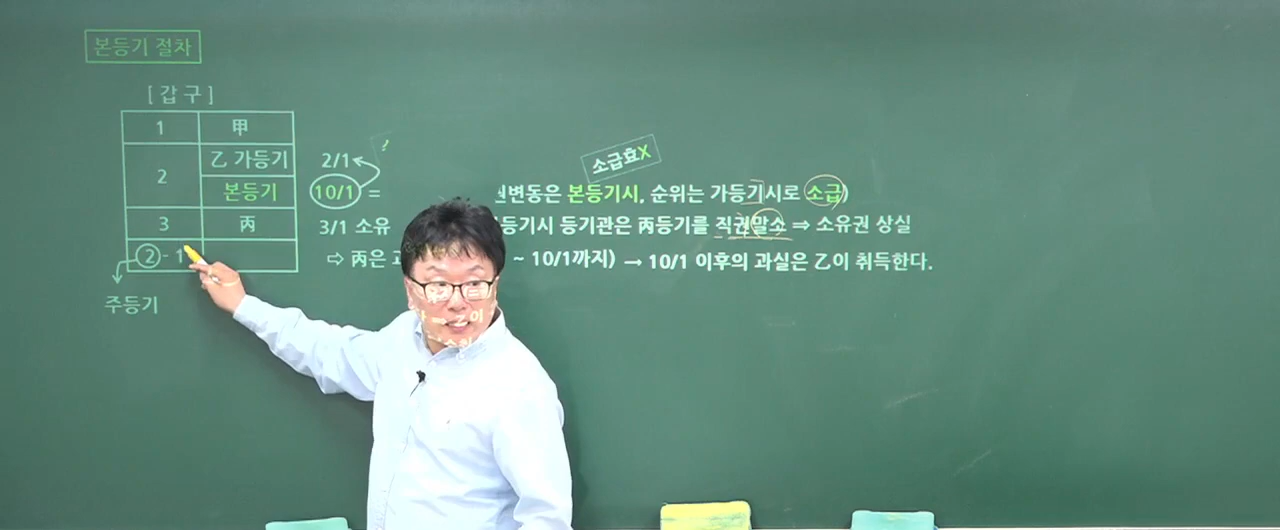 본등기 절차
[갑구]
1 甲
2 乙 가등기 2/1
본등기 10/1 =
소급효X
변동은 본등기시, 순위는 가등기시로 소급)
3 丙 3/1 소유
등기시 등기관은 丙등기를 직권말소 ⇒ 소유권 상실
②-1
⇨ 丙은
~ 10/1까지) → 10/1 이후의 과실은 乙이 취득한다.
주등기
→ 乙이